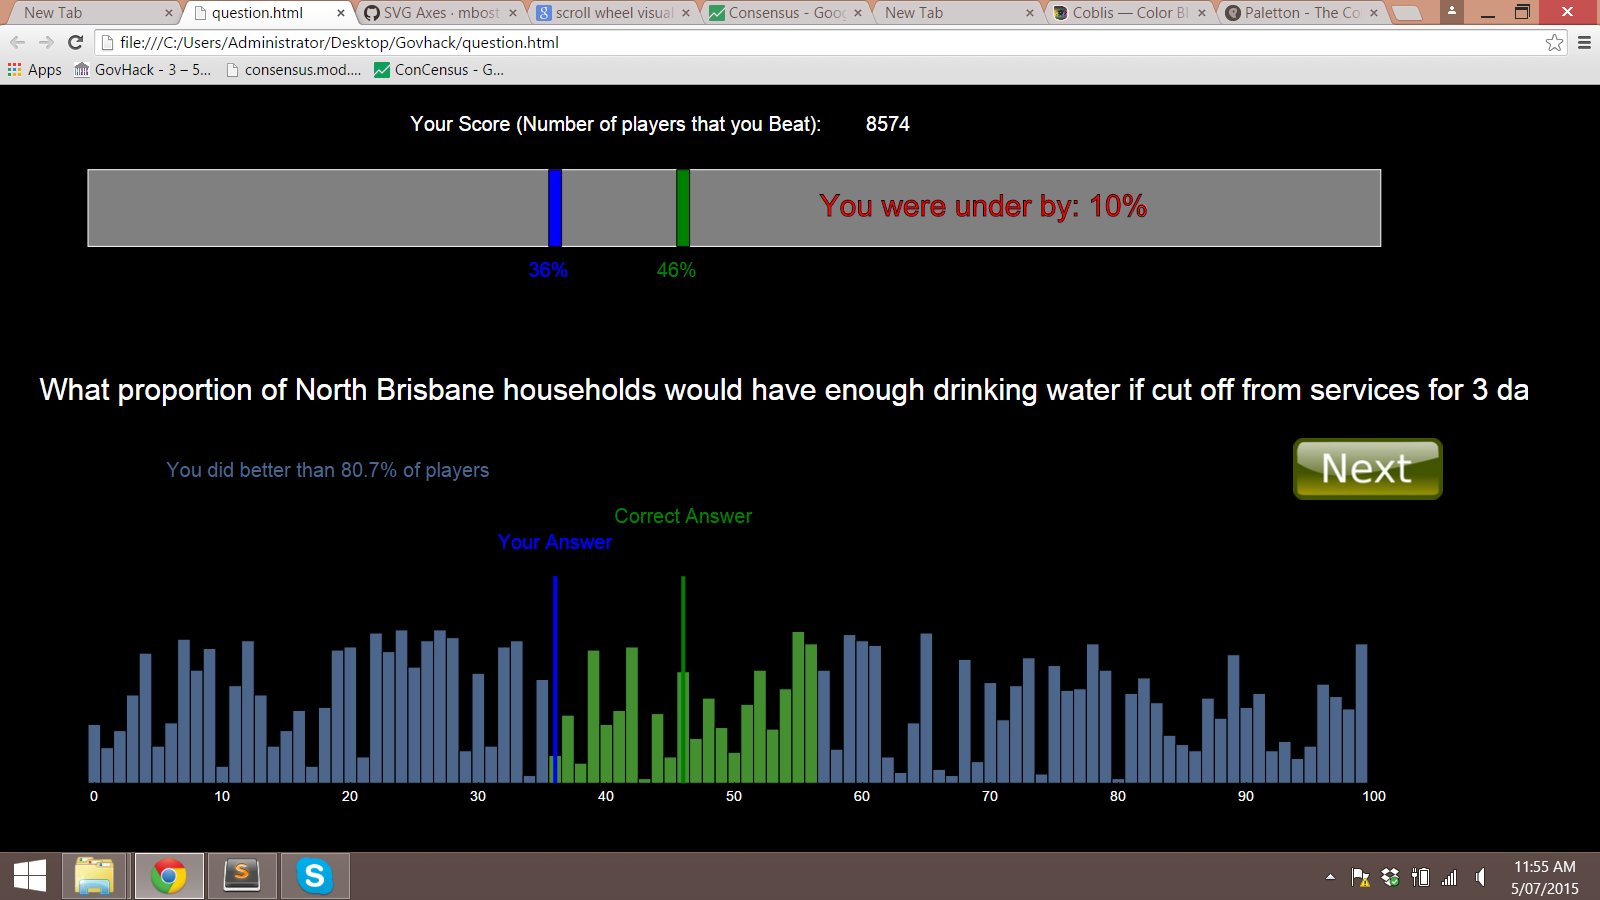 New Tab
question.html
SVG Axes · mbost
scroll wheel visual
Consensus - Goog
New Tab
Coblis — Color Bl
Paletton - The Co
file:///C:/Users/Administrator/Desktop/Govhack/question.html
Apps
GovHack - 3 – 5...
consensus.mod....
ConCensus - G...
Your Score (Number of players that you Beat): 8574
You were under by: 10%
36%
46%
What proportion of North Brisbane households would have enough drinking water if cut off from services for 3 da
Next
You did better than 80.7% of players
Correct Answer
Your Answer
0 10 20 30 40 50 60 70 80 90 100
11:55 AM
5/07/2015